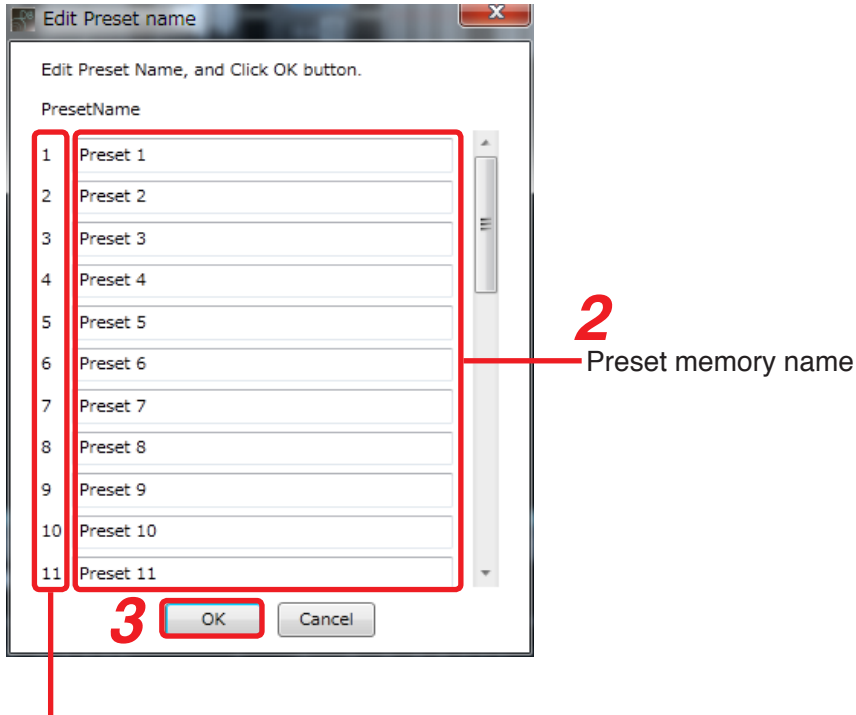 Edit Preset name
Edit Preset Name, and Click OK button.
PresetName
1 Preset 1
2 Preset 2
3 Preset 3
4 Preset 4
5 Preset 5
6 Preset 6
7 Preset 7
8 Preset 8
9 Preset 9
10 Preset 10
11 Preset 11
2
Preset memory name
3 OK Cancel